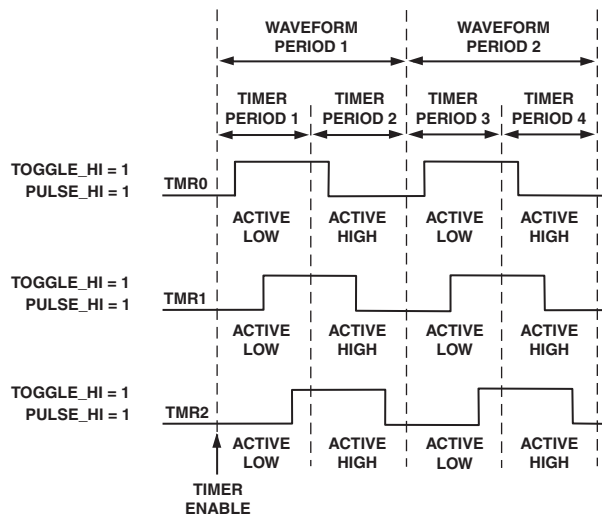 WAVEFORM PERIOD 1
WAVEFORM PERIOD 2
TIMER PERIOD 1
TIMER PERIOD 2
TIMER PERIOD 3
TIMER PERIOD 4
TOGGLE_HI = 1
PULSE_HI = 1
TMR0
ACTIVE LOW
ACTIVE HIGH
ACTIVE LOW
ACTIVE HIGH
TOGGLE_HI = 1
PULSE_HI = 1
TMR1
ACTIVE LOW
ACTIVE HIGH
ACTIVE LOW
ACTIVE HIGH
TOGGLE_HI = 1
PULSE_HI = 1
TMR2
ACTIVE LOW
ACTIVE HIGH
ACTIVE LOW
ACTIVE HIGH
TIMER ENABLE